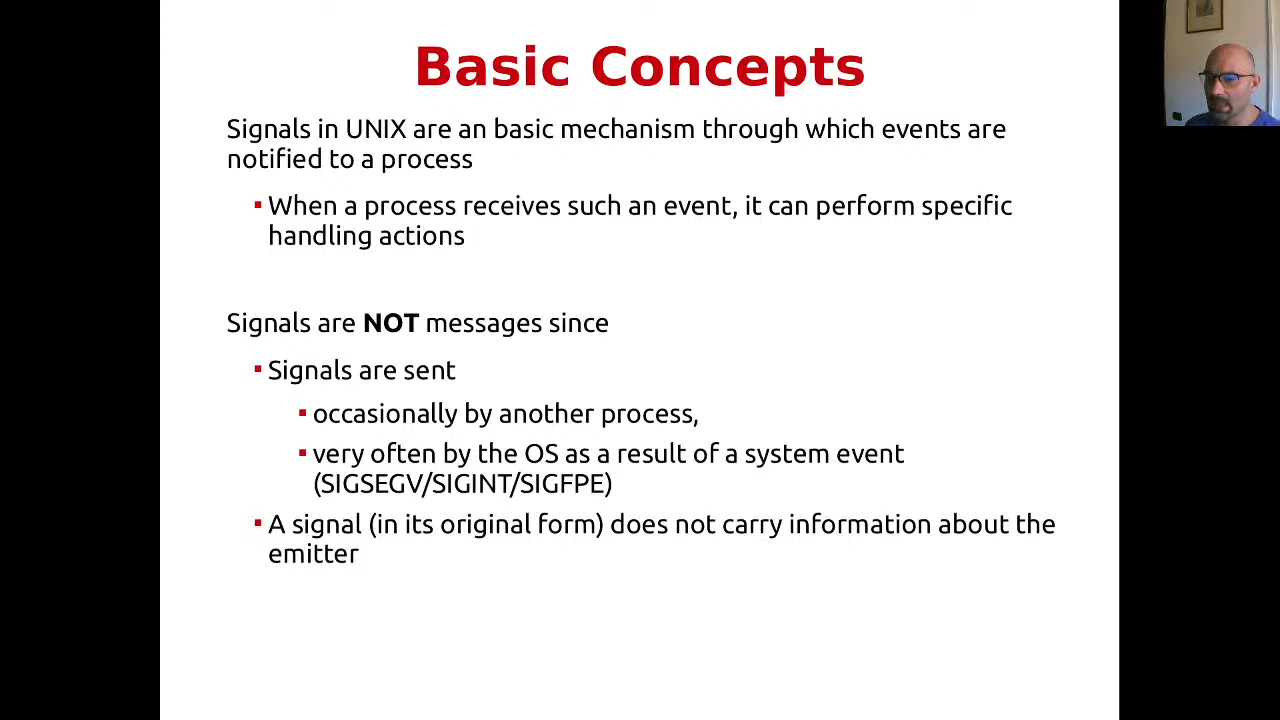 Basic Concepts
Signals in UNIX are an basic mechanism through which events are
notified to a process
▪ When a process receives such an event, it can perform specific
handling actions
Signals are NOT messages since
▪ Signals are sent
▪ occasionally by another process,
▪ very often by the OS as a result of a system event
(SIGSEGV/SIGINT/SIGFPE)
▪ A signal (in its original form) does not carry information about the
emitter